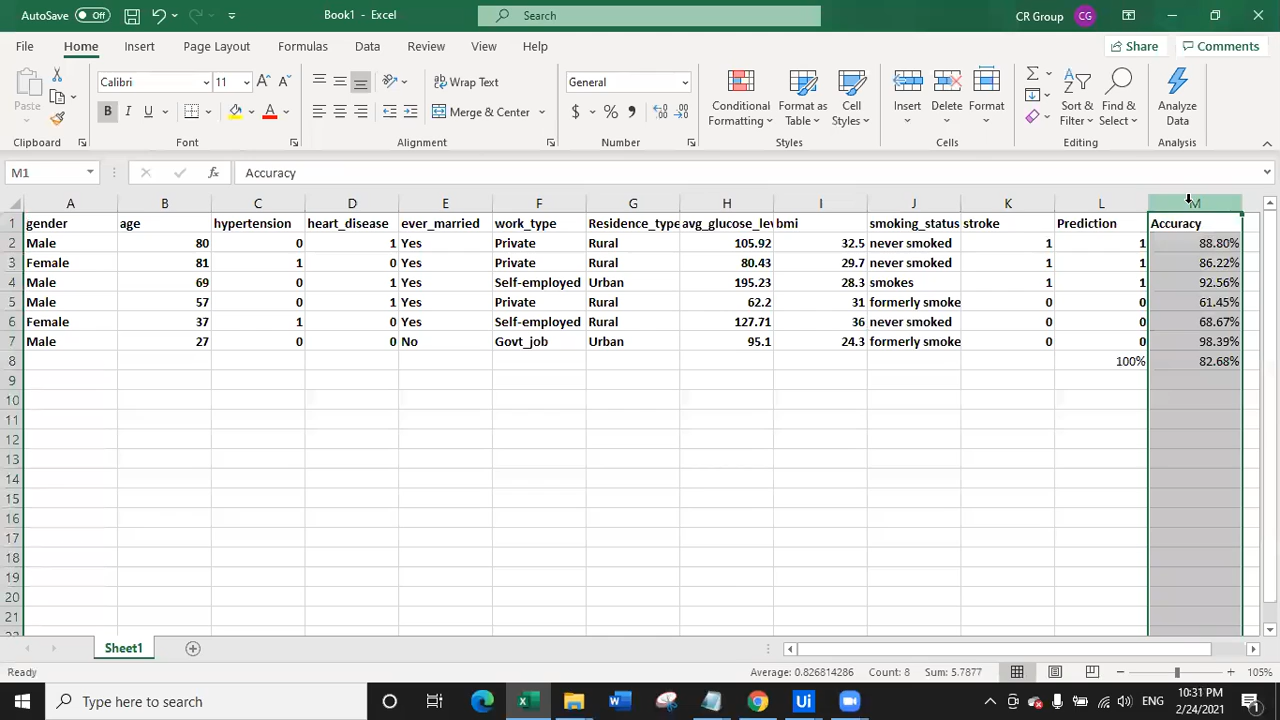 AutoSave Off Book1 - Excel Search CR Group CG
File Home Insert Page Layout Formulas Data Review View Help Share Comments
Paste Calibri 11 Wrap Text General Conditional Formatting Format as Table Cell Styles Insert Delete Format Sort & Filter Find & Select Analyze Data
B I U A Merge & Center $ % ,
Clipboard Font Alignment Number Styles Cells Editing Analysis
M1 fx Accuracy
A B C D E F G H I J K L M
1 gender age hypertension heart_disease ever_married work_type Residence_type avg_glucose_lev bmi smoking_status stroke Prediction Accuracy
2 Male 80 0 1 Yes Private Rural 105.92 32.5 never smoked 1 1 88.80%
3 Female 81 1 0 Yes Private Rural 80.43 29.7 never smoked 1 1 86.22%
4 Male 69 0 1 Yes Self-employed Urban 195.23 28.3 smokes 1 1 92.56%
5 Male 57 0 1 Yes Private Rural 62.2 31 formerly smoke 0 0 61.45%
6 Female 37 1 0 Yes Self-employed Rural 127.71 36 never smoked 0 0 68.67%
7 Male 27 0 0 No Govt_job Urban 95.1 24.3 formerly smoke 0 0 98.39%
8 100% 82.68%
9
10
11
12
13
14
15
16
17
18
19
20
21
Sheet1
Ready Average: 0.826814286 Count: 8 Sum: 5.7877 105%
Type here to search Ui ENG 10:31 PM
2/24/2021